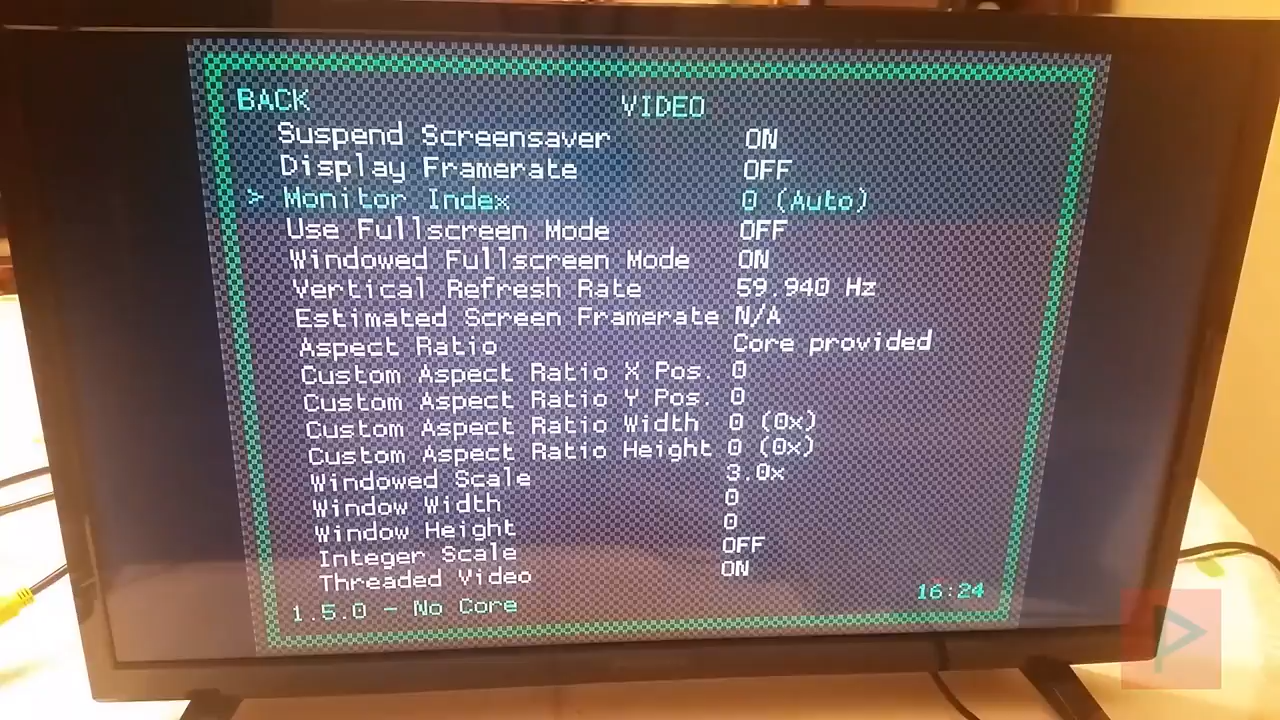 BACK VIDEO
Suspend Screensaver ON
Display Framerate OFF
> Monitor Index 0 (Auto)
Use Fullscreen Mode OFF
Windowed Fullscreen Mode ON
Vertical Refresh Rate 59 940 Hz
Estimated Screen Framerate N/A
Aspect Ratio Core provided
Custom Aspect Ratio X Pos. 0
Custom Aspect Ratio Y Pos. 0
Custom Aspect Ratio Width 0 (0x)
Custom Aspect Ratio Height 0 (0x)
Windowed Scale 3.0x
Window Width 0
Window Height 0
Integer Scale OFF
Threaded Video ON
1.5.0 - No Core 16:24